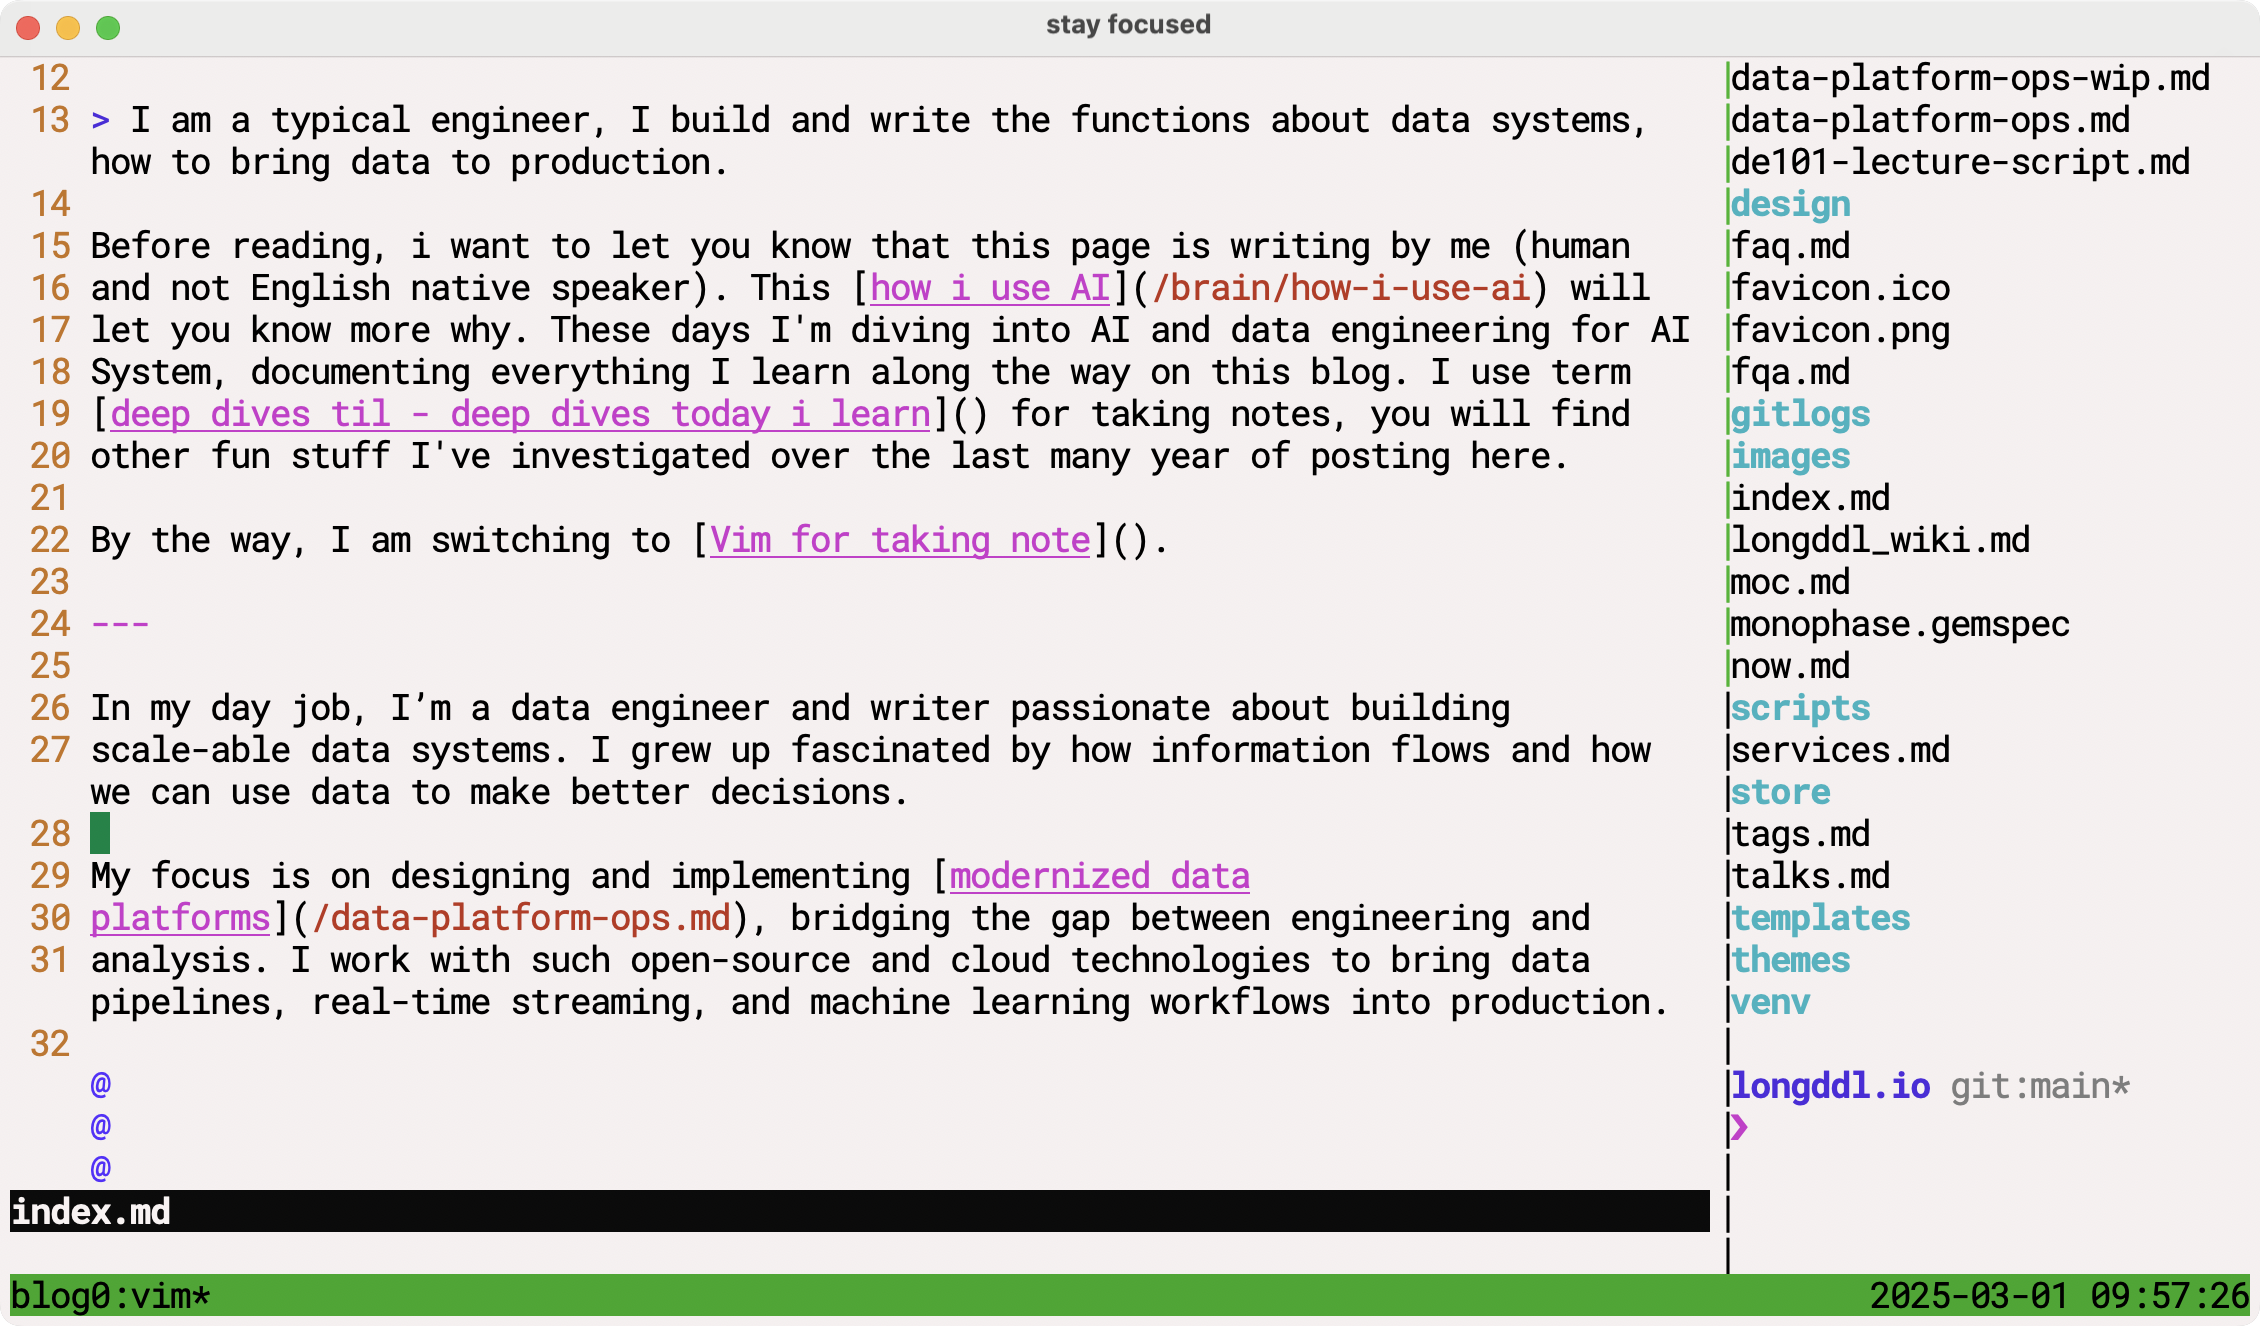 stay focused
12
13 > I am a typical engineer, I build and write the functions about data systems,
how to bring data to production.
14
15 Before reading, i want to let you know that this page is writing by me (human
16 and not English native speaker). This [how i use AI](/brain/how-i-use-ai) will
17 let you know more why. These days I'm diving into AI and data engineering for AI
18 System, documenting everything I learn along the way on this blog. I use term
19 [deep dives til - deep dives today i learn]() for taking notes, you will find
20 other fun stuff I've investigated over the last many year of posting here.
21
22 By the way, I am switching to [Vim for taking note]().
23
24 ---
25
26 In my day job, I’m a data engineer and writer passionate about building
27 scale-able data systems. I grew up fascinated by how information flows and how
we can use data to make better decisions.
28
29 My focus is on designing and implementing [modernized data
30 platforms](/data-platform-ops.md), bridging the gap between engineering and
31 analysis. I work with such open-source and cloud technologies to bring data
pipelines, real-time streaming, and machine learning workflows into production.
32
@
@
@
index.md
data-platform-ops-wip.md
data-platform-ops.md
de101-lecture-script.md
design
faq.md
favicon.ico
favicon.png
fqa.md
gitlogs
images
index.md
longddl_wiki.md
moc.md
monophase.gemspec
now.md
scripts
services.md
store
tags.md
talks.md
templates
themes
venv
longddl.io git:main*
❯
blog0:vim* 2025-03-01 09:57:26